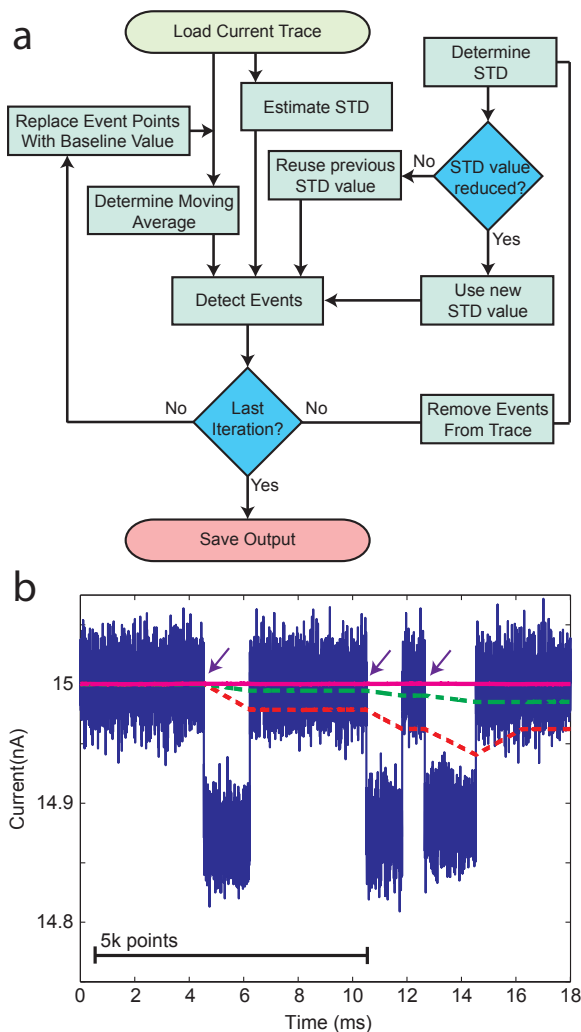 a
Load Current Trace
Determine
STD
Estimate STD
Replace Event Points
With Baseline Value
No
Reuse previous
STD value
STD value
reduced?
Determine Moving
Average
Yes
Detect Events
Use new
STD value
No
Last
Iteration?
No
Remove Events
From Trace
Yes
Save Output
b
15
14.9
14.8
Current(nA)
5k points
0 2 4 6 8 10 12 14 16 18
Time (ms)